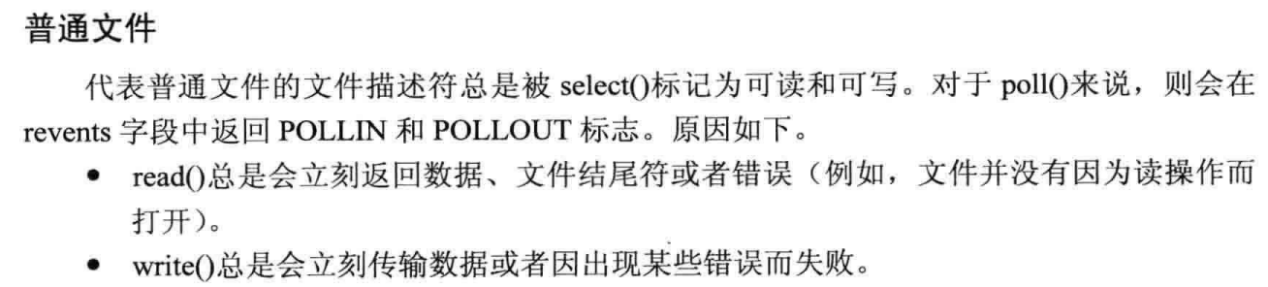 普通文件
代表普通文件的文件描述符总是被 select()标记为可读和可写。对于 poll()来说，则会在
revents 字段中返回 POLLIN 和 POLLOUT 标志。原因如下。
● read()总是会立刻返回数据、文件结尾符或者错误（例如，文件并没有因为读操作而
打开）。
● write()总是会立刻传输数据或者因出现某些错误而失败。